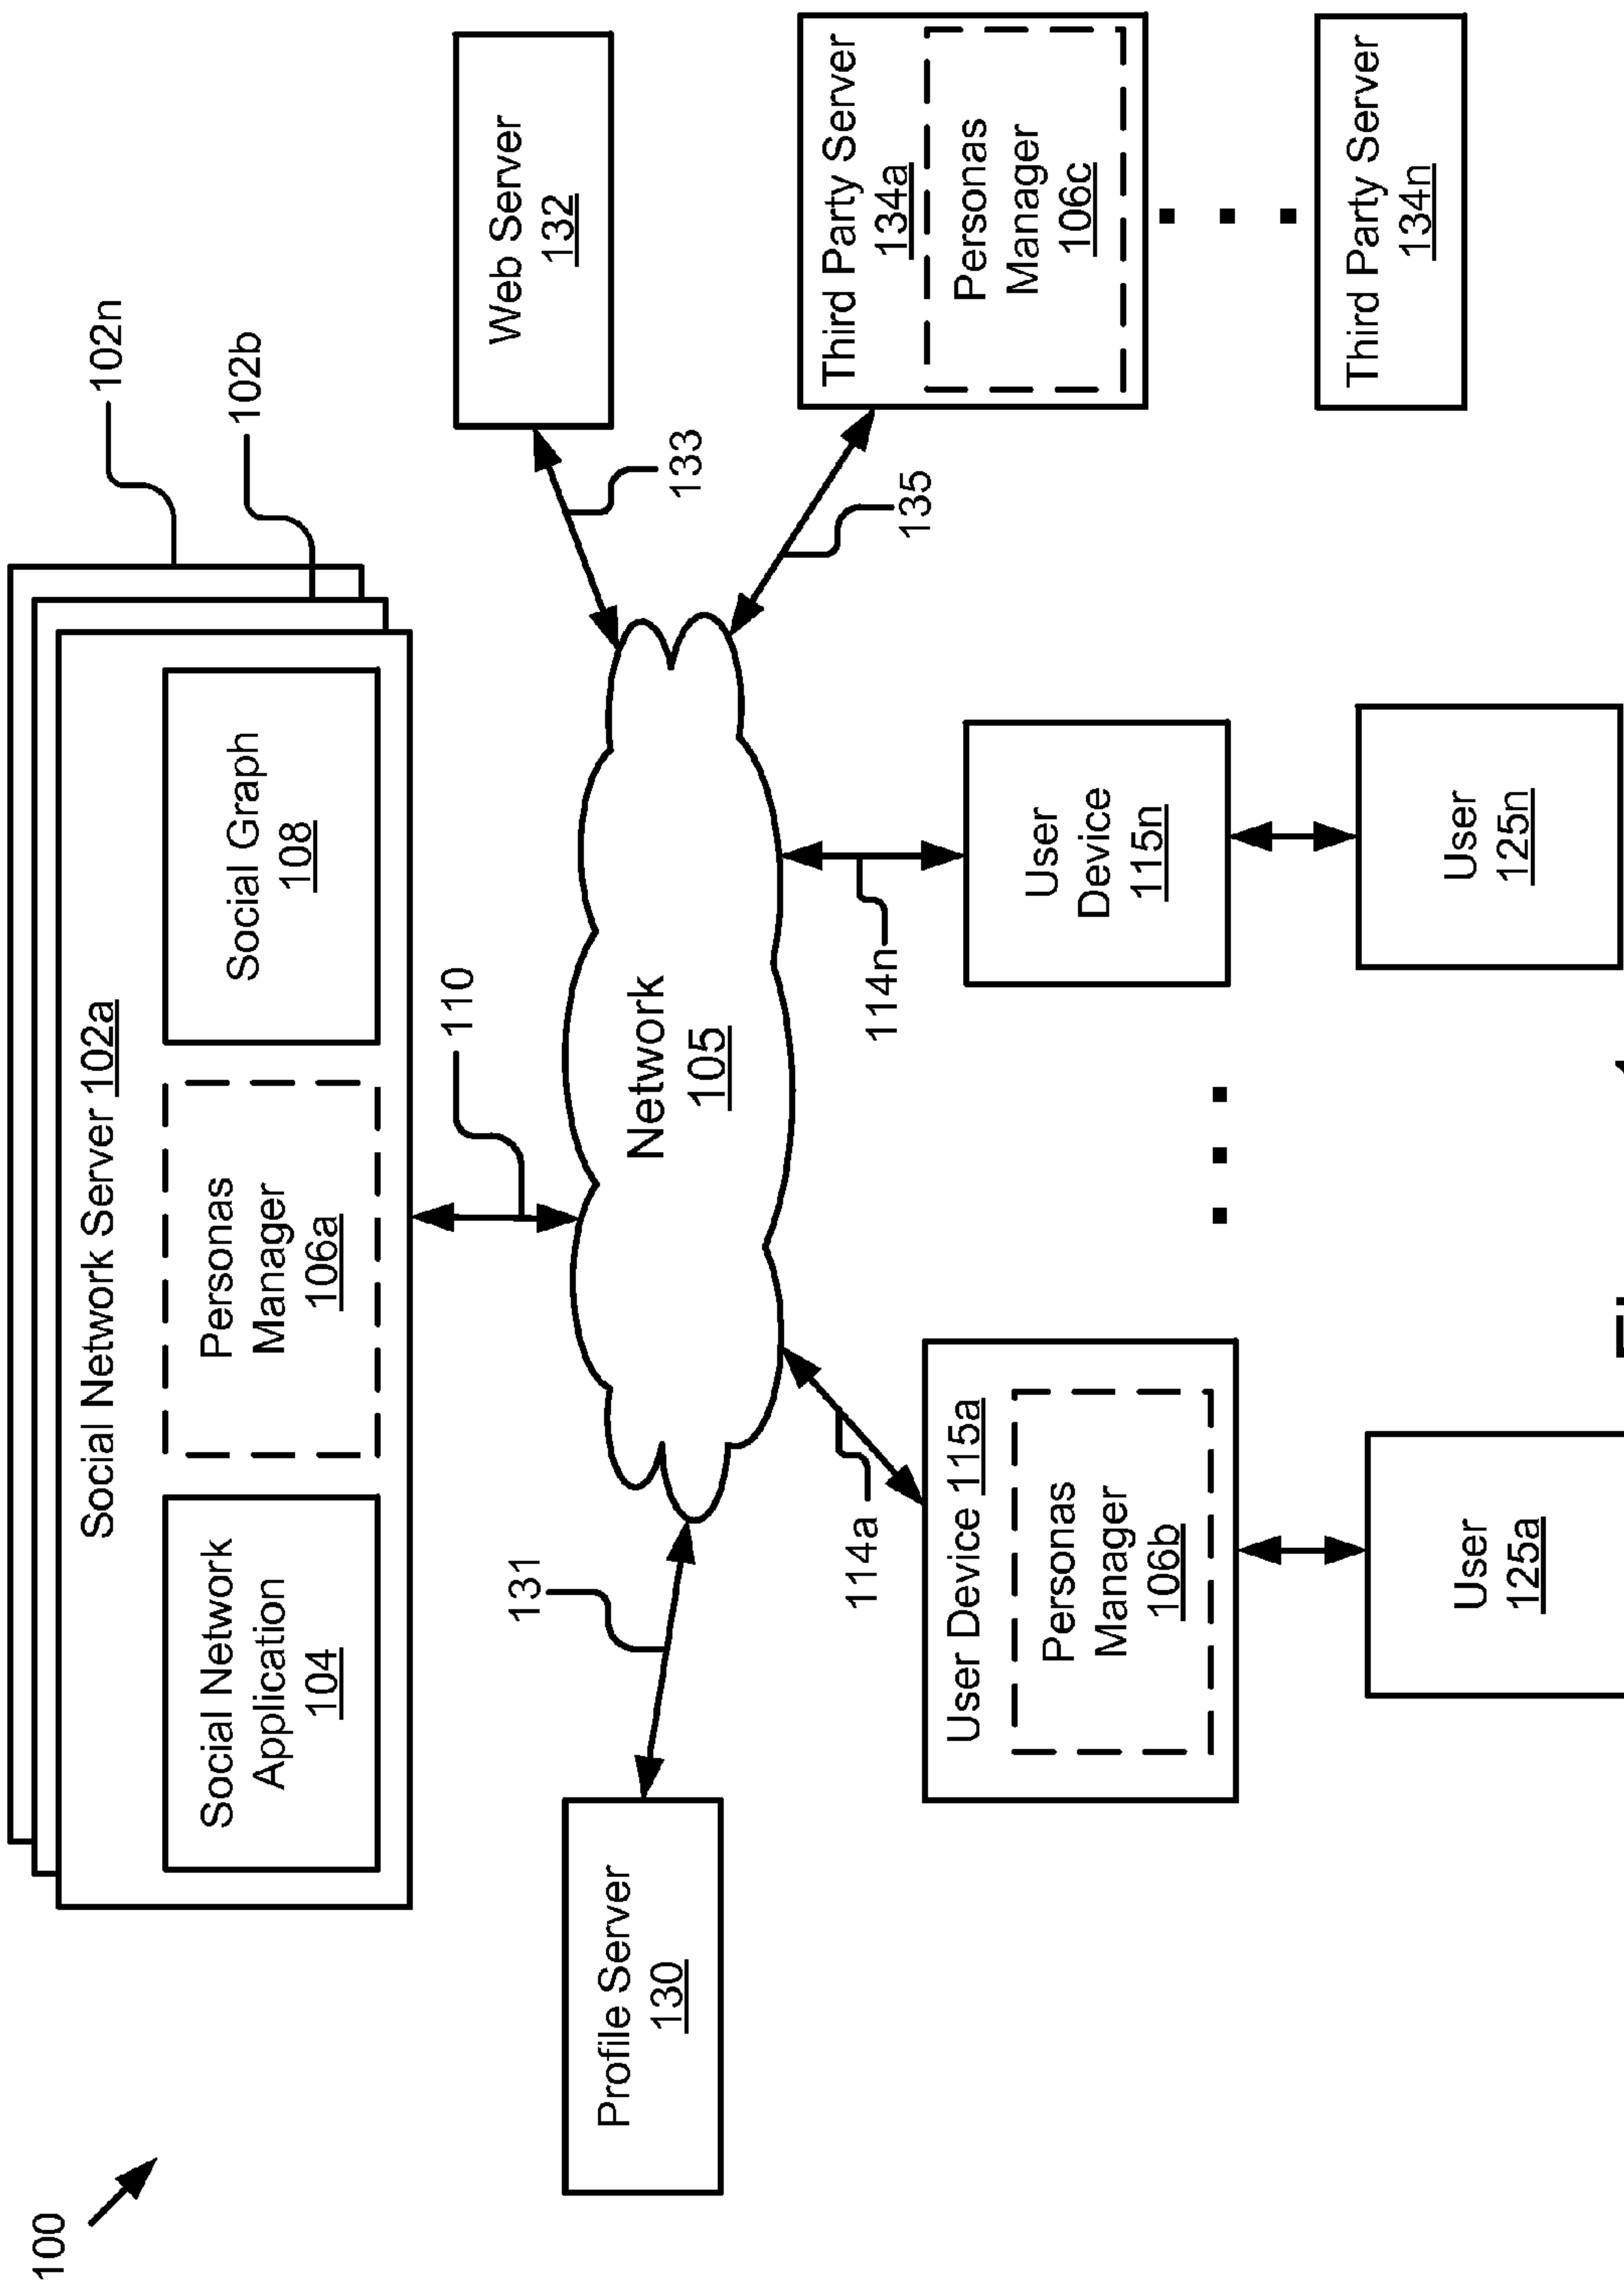 100
102n
102b
Social Network Server 102a
Social Network
Application
104
Personas
Manager
106a
Social Graph
108
110
Web Server
132
133
Profile Server
130
131
Network
105
135
Third Party Server
134a
Personas
Manager
106c
Third Party Server
134n
114a
114n
User Device 115a
Personas
Manager
106b
User
Device
115n
User
125a
User
125n